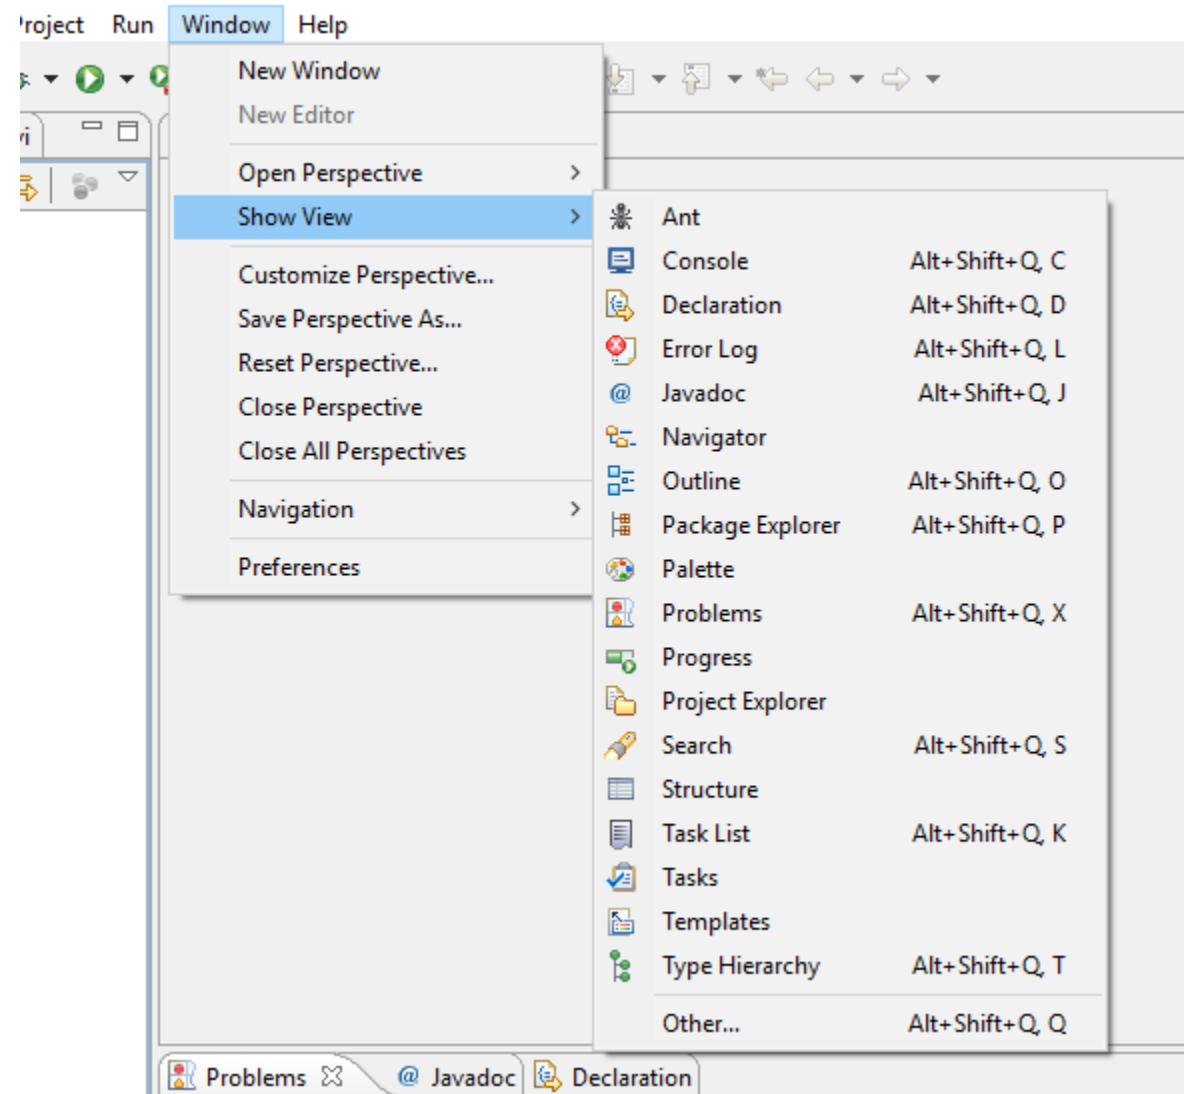 Project Run Window Help
New Window
New Editor
Open Perspective
Show View
Customize Perspective...
Save Perspective As...
Reset Perspective...
Close Perspective
Close All Perspectives
Navigation
Preferences
Ant
Console Alt+Shift+Q, C
Declaration Alt+Shift+Q, D
Error Log Alt+Shift+Q, L
Javadoc Alt+Shift+Q, J
Navigator
Outline Alt+Shift+Q, O
Package Explorer Alt+Shift+Q, P
Palette
Problems Alt+Shift+Q, X
Progress
Project Explorer
Search Alt+Shift+Q, S
Structure
Task List Alt+Shift+Q, K
Tasks
Templates
Type Hierarchy Alt+Shift+Q, T
Other... Alt+Shift+Q, Q
Problems @ Javadoc Declaration